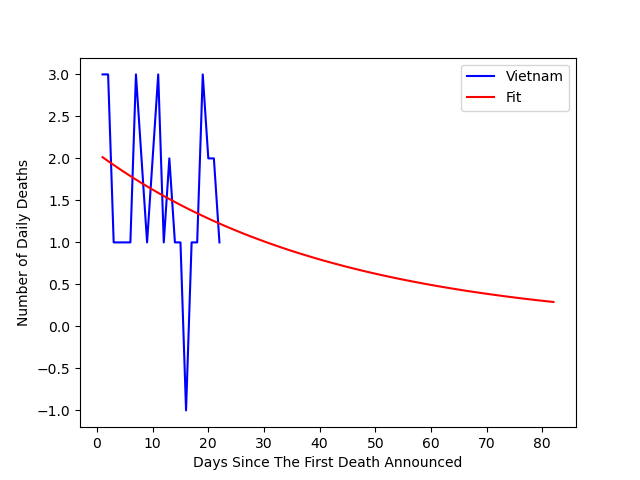 Vietnam
Fit
3.0
2.5
2.0
1.5
1.0
0.5
0.0
−0.5
−1.0
Number of Daily Deaths
0 10 20 30 40 50 60 70 80
Days Since The First Death Announced